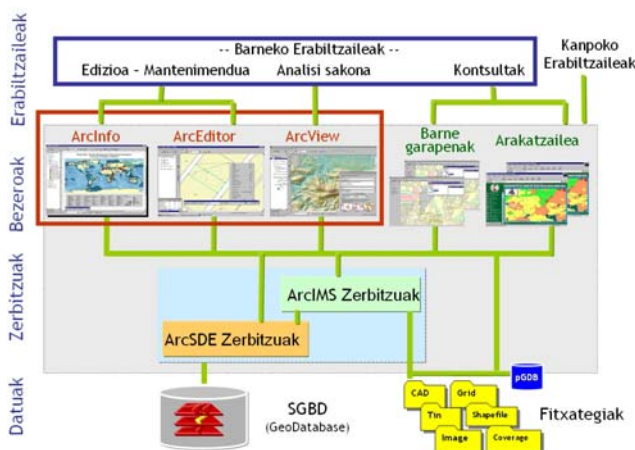 Erabiltzaileak
-- Barneko Erabiltzaileak --
Edizioa - Mantenimendua
Analisi sakona
Kontsultak
Kanpoko
Erabiltzaileak
Bezeroak
ArcInfo
ArcEditor
ArcView
Barne
garapenak
Arakatzailea
Zerbitzuak
ArcIMS Zerbitzuak
ArcSDE Zerbitzuak
Datuak
SGBD
(GeoDatabase)
pGDB
CAD
Grid
Tin
Shapefile
Image
Coverage
Fitxategiak